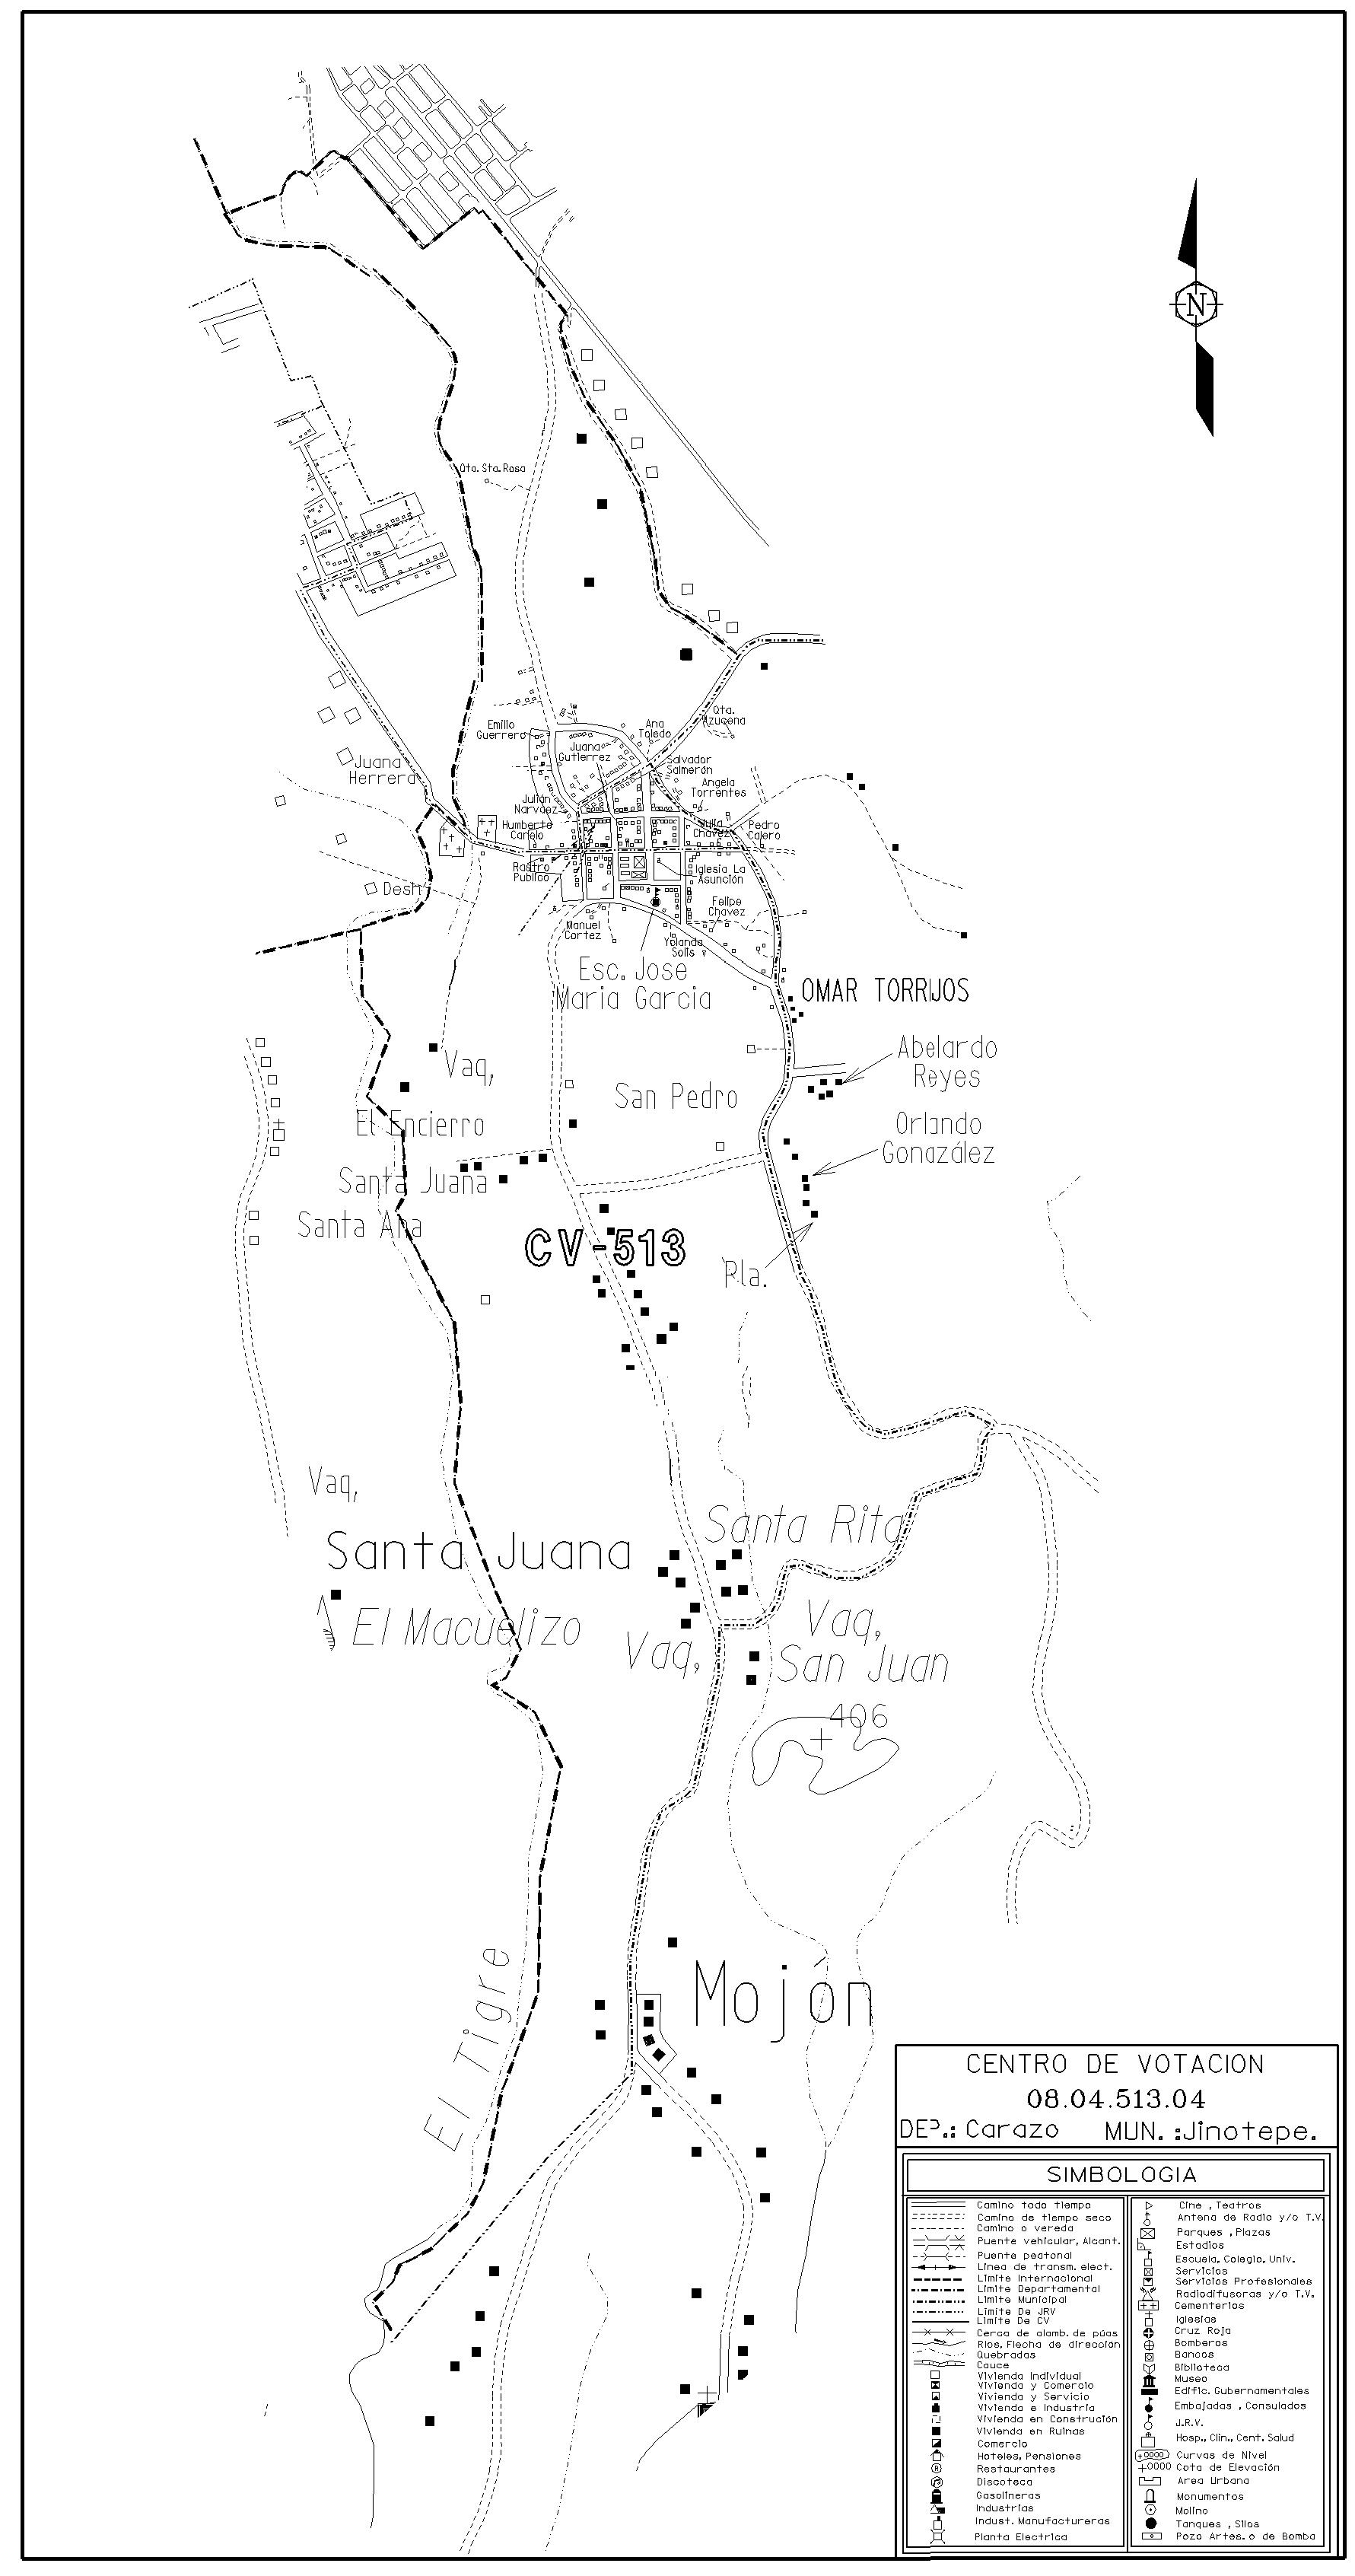 N
Qta. Sta. Rosa
Qta.
Azucena
Ana
Toledo
Emilio
Guerrero
Juana
Gutierrez
Salvador
Salmerón
Juana
Herrera
Angela
Torrentes
Julián
Narváez
Humberto
Canelo
Julia
Chavez
Pedro
Calero
Rastro
Publico
Iglesia La
Asunción
Desh
Felipe
Chavez
Manuel
Cortez
Yolanda
Solis
Esc. Jose
Maria Garcia
OMAR TORRIJOS
Abelardo
Reyes
Vaq,
San Pedro
El Encierro
Orlando
Gonazález
Santa Juana
Santa Ana
CV-513
Rla.
Vaq,
Santa Rita
Santa Juana
El Macuelizo
Vaq,
Vaq,
San Juan
406
El Tigre
Mojón
CENTRO DE VOTACION
08.04.513.04
DEP.: Carazo MUN. :Jinotepe.
SIMBOLOGIA
Camino todo tiempo
Camino de tiempo seco
Camino o vereda
Puente vehicular, Alcant.
Puente peatonal
Linea de transm. elect.
Limite Internacional
Limite Departamental
Limite Municipal
Limite De JRV
Limite De CV
Cerca de alamb. de púas
Rios, Flecha de dirección
Quebradas
Cauce
Vivienda Individual
Vivienda y Comercio
Vivienda y Servicio
Vivienda e Industria
Vivienda en Construción
Vivienda en Ruinas
Comercio
Hoteles, Pensiones
Restaurantes
Discoteca
Gasolineras
Industrias
Indust. Manufactureras
Planta Electrica
Cine , Teatros
Antena de Radio y/o T.V.
Parques , Plazas
Estadios
Escuela, Colegio, Univ.
Servicios
Servicios Profesionales
Radiodifusoras y/o T.V.
Cementerios
Iglesias
Cruz Roja
Bomberos
Bancos
Biblioteca
Museo
Edific. Gubernamentales
Embajadas , Consulados
J.R.V.
Hosp., Clin., Cent. Salud
Curvas de Nivel
Cota de Elevación
Area Urbana
Monumentos
Molino
Tanques , Silos
Pozo Artes. o de Bomba